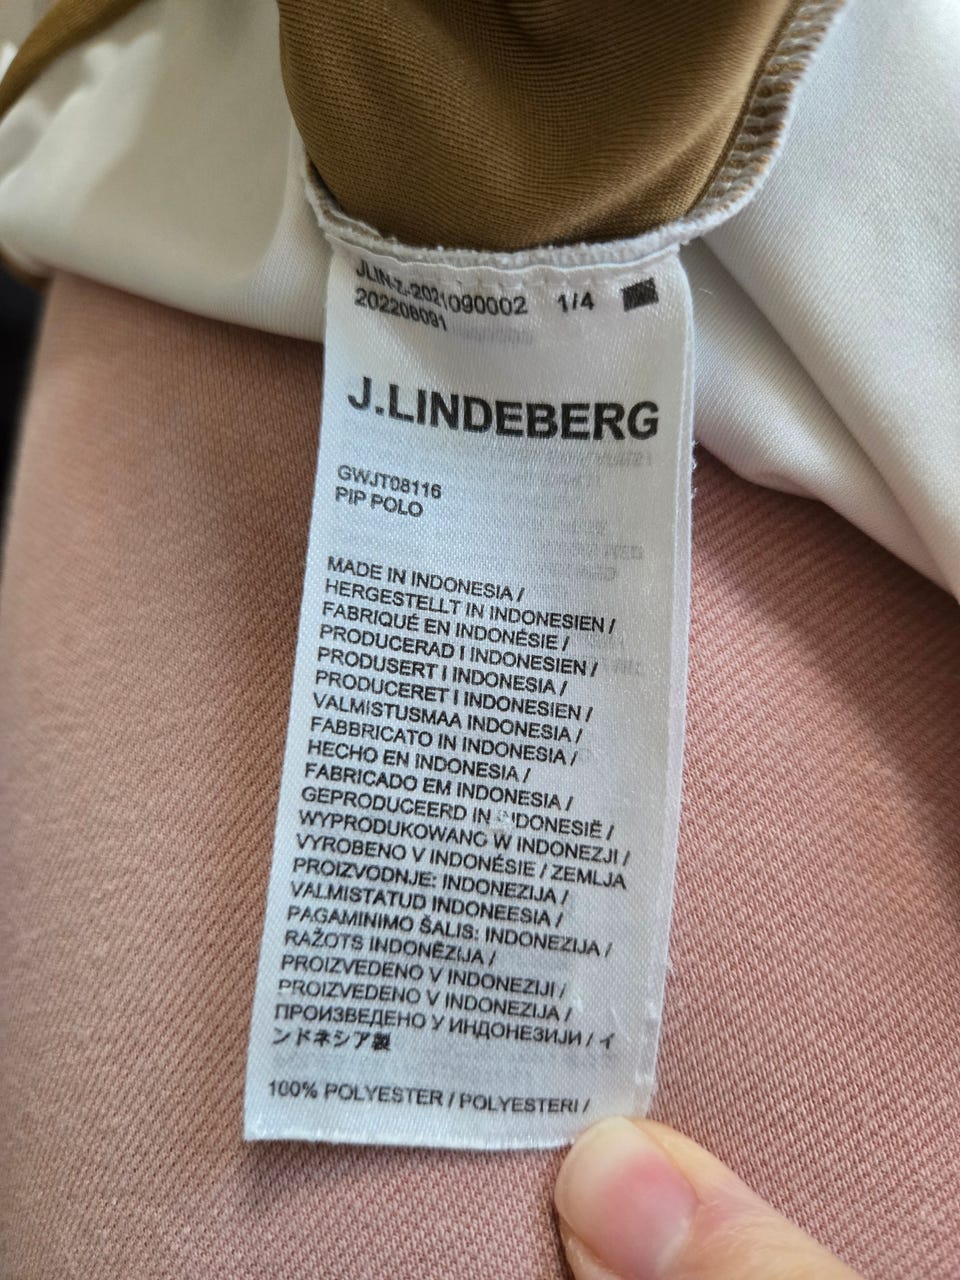 JLIN-Z-2021090002 1/4
202208091
J.LINDEBERG
GWJT08116
PIP POLO
MADE IN INDONESIA /
HERGESTELLT IN INDONESIEN /
FABRIQUÉ EN INDONÉSIE /
PRODUCERAD I INDONESIEN /
PRODUSERT I INDONESIA /
PRODUCERET I INDONESIEN /
VALMISTUSMAA INDONESIA /
FABBRICATO IN INDONESIA /
HECHO EN INDONESIA /
FABRICADO EM INDONESIA /
GEPRODUCEERD IN INDONESIË /
WYPRODUKOWANO W INDONEZJI /
VYROBENO V INDONÉSIE / ZEMLJA
PROIZVODNJE: INDONEZIJA /
VALMISTATUD INDONEESIA /
PAGAMINIMO ŠALIS: INDONEZIJA /
RAŽOTS INDONĒZIJA /
PROIZVEDENO V INDONEZIJI /
PROIZVEDENO V INDONEZIJA /
ПРОИЗВЕДЕНО У ИНДОНЕЗИЈИ / イ
ンドネシア製
100% POLYESTER / POLYESTERI /